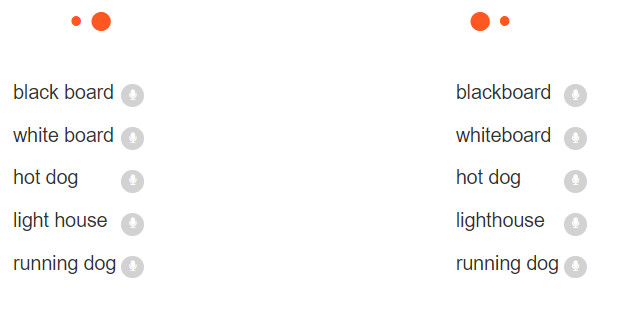 black board
white board
hot dog
light house
running dog
blackboard
whiteboard
hot dog
lighthouse
running dog